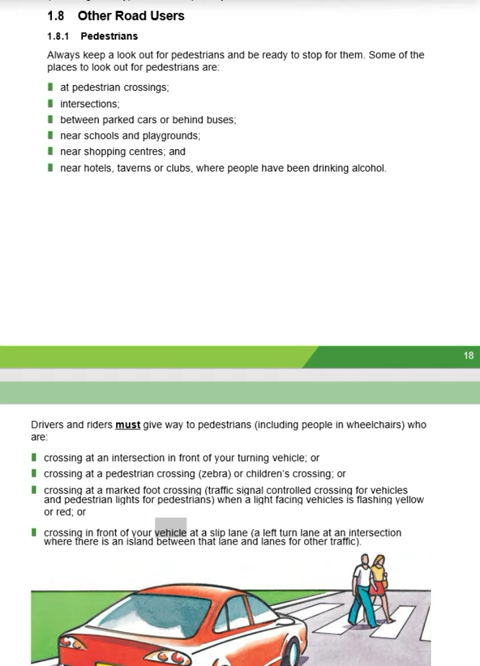 1.8 Other Road Users
1.8.1 Pedestrians
Always keep a look out for pedestrians and be ready to stop for them. Some of the
places to look out for pedestrians are:
at pedestrian crossings;
intersections;
between parked cars or behind buses;
near schools and playgrounds;
near shopping centres; and
near hotels, taverns or clubs, where people have been drinking alcohol.
18
Drivers and riders must give way to pedestrians (including people in wheelchairs) who
are:
crossing at an intersection in front of your turning vehicle; or
crossing at a pedestrian crossing (zebra) or children's crossing; or
crossing at a marked foot crossing (traffic signal controlled crossing for vehicles
and pedestrian lights for pedestrians) when a light facing vehicles is flashing yellow
or red; or
crossing in front of your vehicle at a slip lane (a left turn lane at an intersection
where there is an island between that lane and lanes for other traffic).